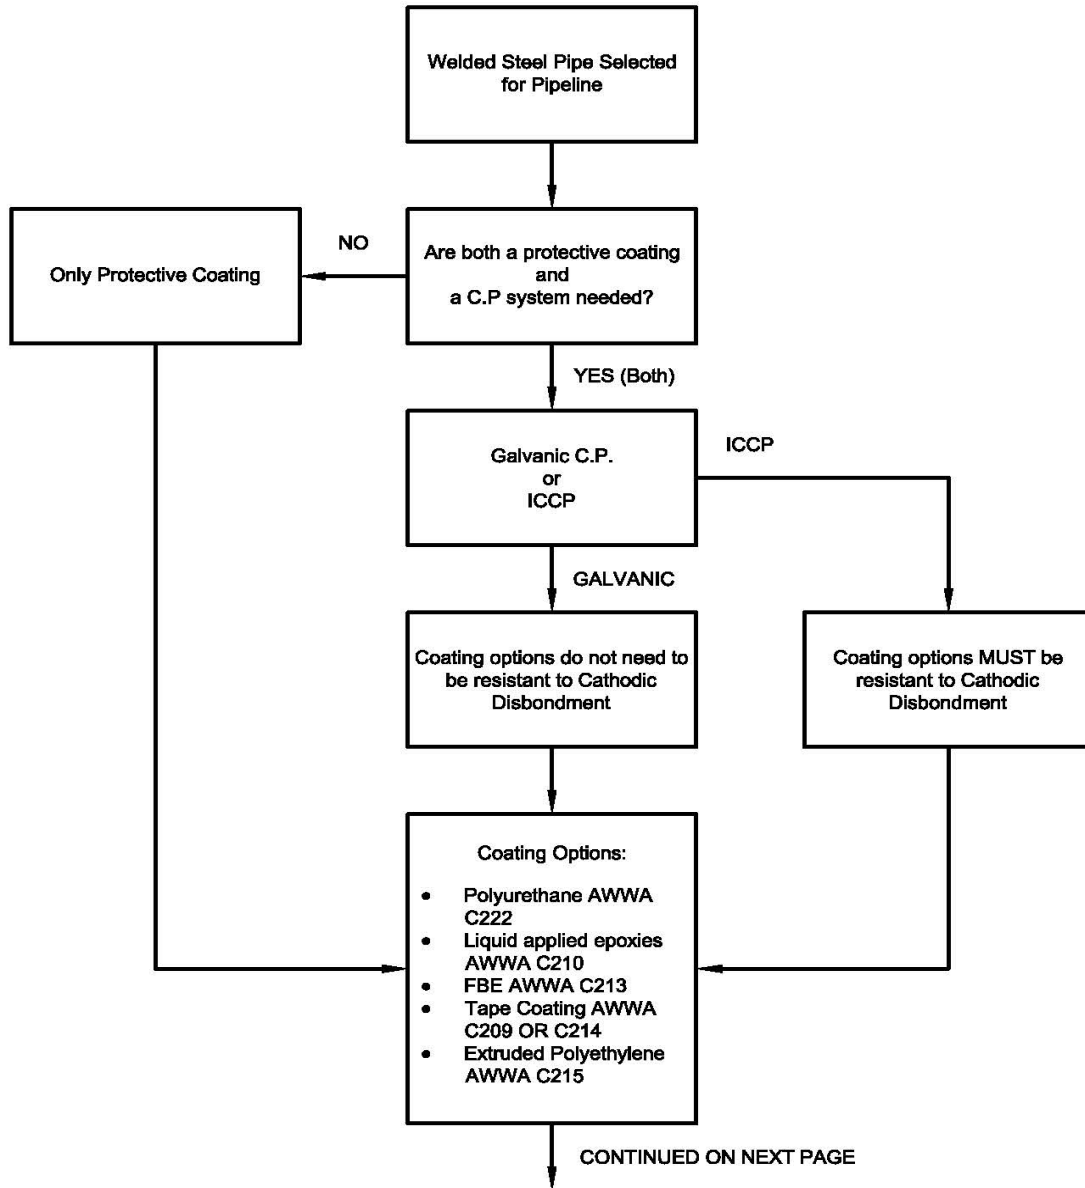 Welded Steel Pipe Selected
for Pipeline
NO
Only Protective Coating
Are both a protective coating
and
a C.P system needed?
YES (Both)
Galvanic C.P.
or
ICCP
ICCP
GALVANIC
Coating options do not need to
be resistant to Cathodic
Disbondment
Coating options MUST be
resistant to Cathodic
Disbondment
Coating Options:
• Polyurethane AWWA
C222
• Liquid applied epoxies
AWWA C210
• FBE AWWA C213
• Tape Coating AWWA
C209 OR C214
• Extruded Polyethylene
AWWA C215
CONTINUED ON NEXT PAGE